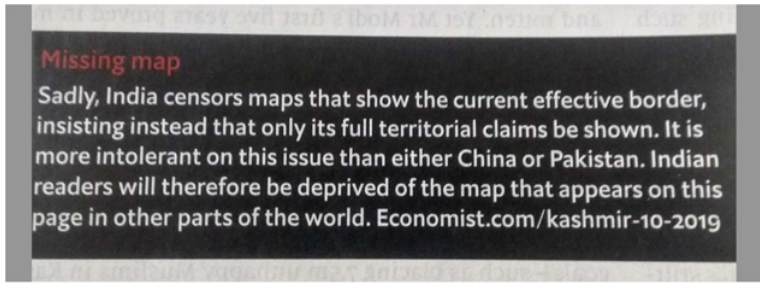 Missing map
Sadly, India censors maps that show the current effective border,
insisting instead that only its full territorial claims be shown. It is
more intolerant on this issue than either China or Pakistan. Indian
readers will therefore be deprived of the map that appears on this
page in other parts of the world. Economist.com/kashmir-10-2019